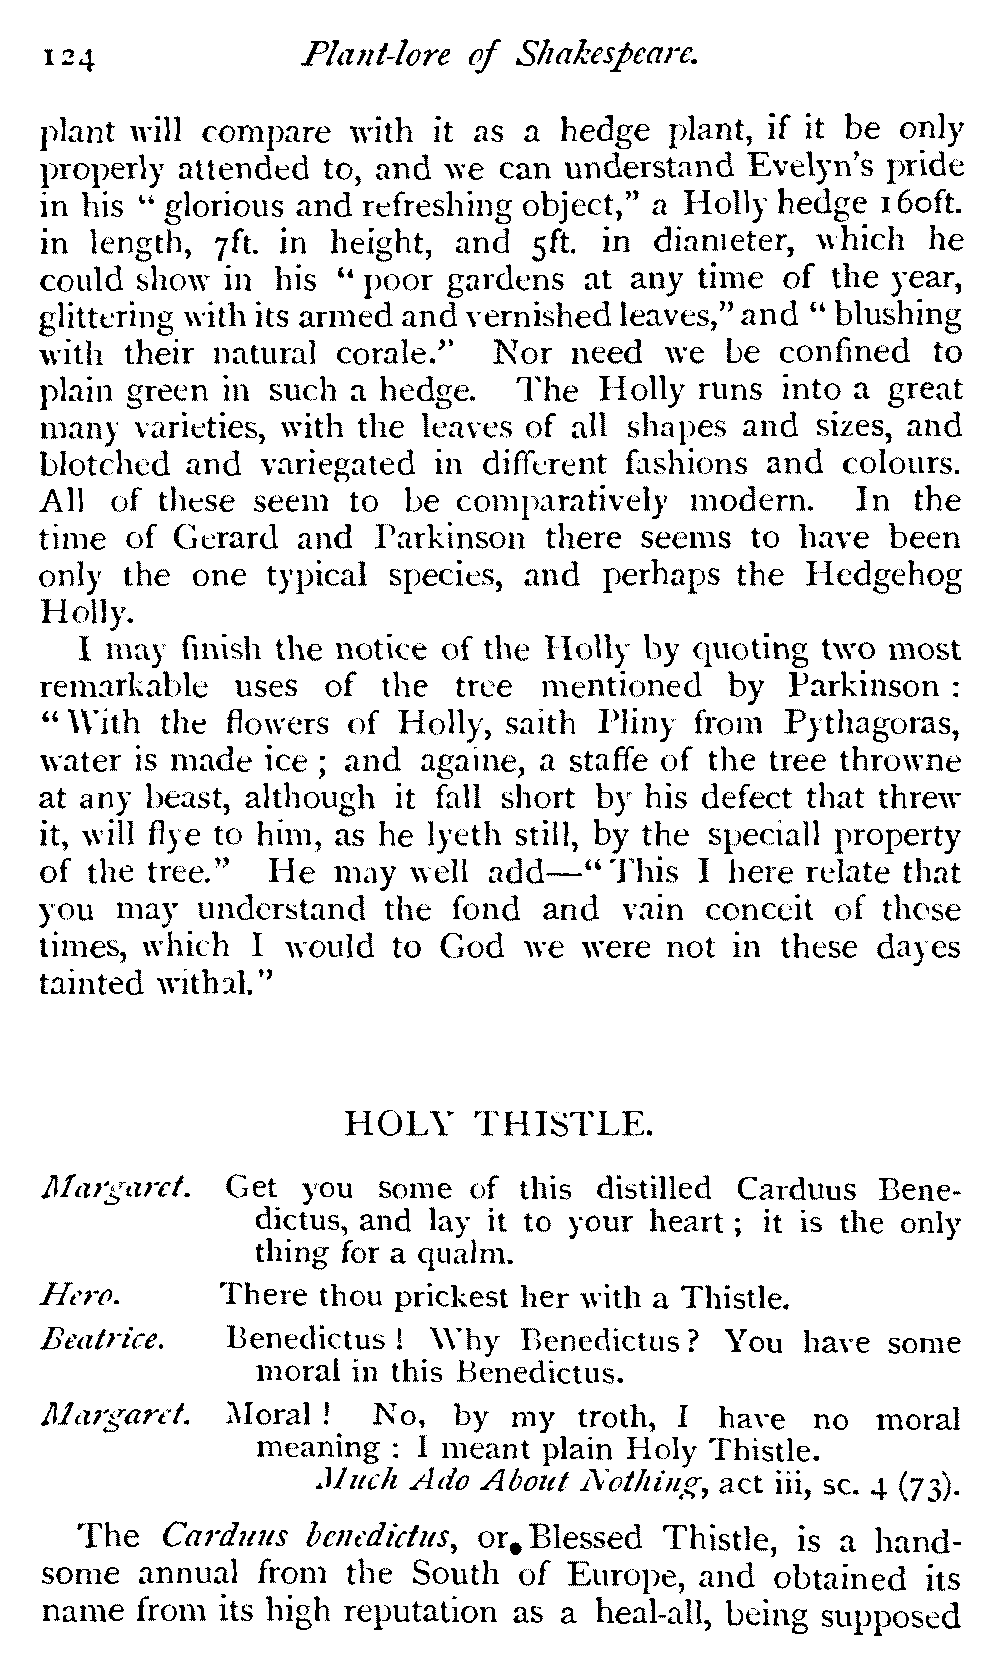 124 Plant-lore of Shakespeare.
plant will compare with it as a hedge plant, if it be only
properly attended to, and we can understand Evelyn's pride
in his “ glorious and refreshing object,” a Holly hedge 160ft.
in length, 7ft. in height, and 5ft. in diameter, which he
could show in his “ poor gardens at any time of the year,
glittering with its armed and vernished leaves,” and “ blushing
with their natural corale.” Nor need we be confined to
plain green in such a hedge. The Holly runs into a great
many varieties, with the leaves of all shapes and sizes, and
blotched and variegated in different fashions and colours.
All of these seem to be comparatively modern. In the
time of Gerard and Parkinson there seems to have been
only the one typical species, and perhaps the Hedgehog
Holly.
I may finish the notice of the Holly by quoting two most
remarkable uses of the tree mentioned by Parkinson :
“ With the flowers of Holly, saith Pliny from Pythagoras,
water is made ice ; and againe, a staffe of the tree throwne
at any beast, although it fall short by his defect that threw
it, will flye to him, as he lyeth still, by the speciall property
of the tree.” He may well add—“ This I here relate that
you may understand the fond and vain conceit of those
times, which I would to God we were not in these dayes
tainted withal.”
HOLY THISTLE.
Margaret. Get you some of this distilled Carduus Bene-
dictus, and lay it to your heart ; it is the only
thing for a qualm.
Hero. There thou prickest her with a Thistle.
Beatrice. Benedictus ! Why Benedictus ? You have some
moral in this Benedictus.
Margaret. Moral ! No, by my troth, I have no moral
meaning : I meant plain Holy Thistle.
Much Ado About Nothing, act iii, sc. 4 (73).
The Carduus benedictus, or Blessed Thistle, is a hand-
some annual from the South of Europe, and obtained its
name from its high reputation as a heal-all, being supposed